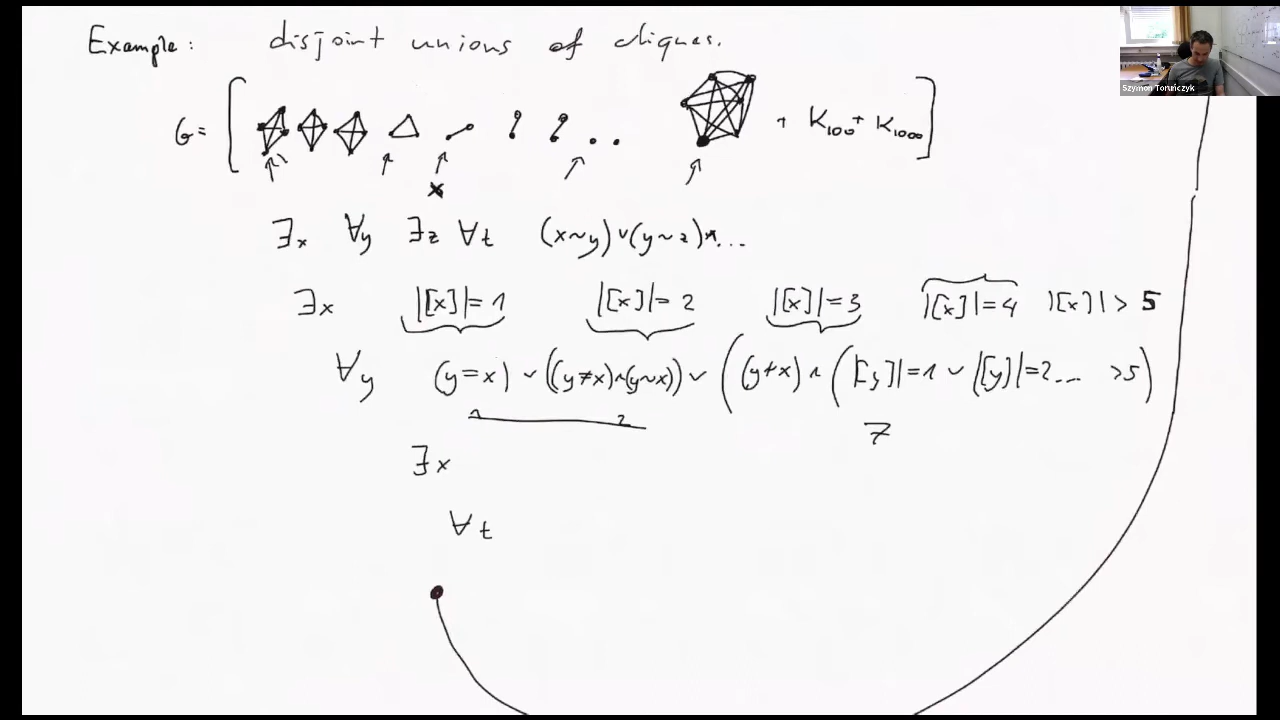 Example: disjoint unions of cliques.
Szymon Toruńczyk
G = [ + K₁₀₀ + K₁₀₀₀ ]
x
∃x ∀y ∃z ∀t (x~y)∨(y~z)∧...
∃x |[x]|=1 |[x]|=2 |[x]|=3 |[x]|=4 |[x]|>5
∀y (y=x) ∨ ((y≠x)∧(y~x)) ∨ ((y≁x) ∧ (|[y]|=1 ∨ |[y]|=2... >5)
1 2 7
∃x
∀t